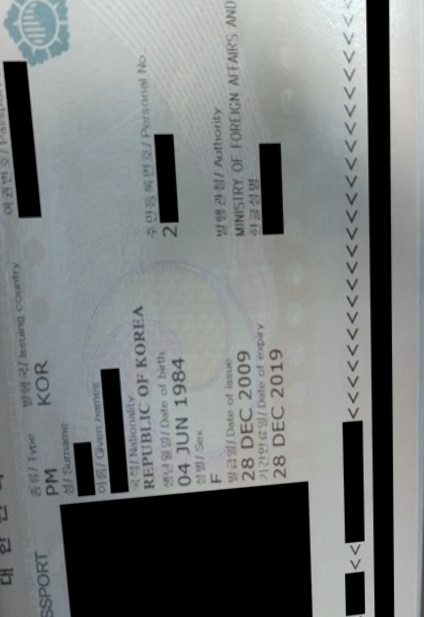 대 한 민
SSPORT
종류/ Type 발행국/ Issuing country 여권번호/ Passport
PM KOR
성/ Surname
이름/ Given names
국적/ Nationality
REPUBLIC OF KOREA
생년월일/ Date of birth 주민등록번호/ Personal No
04 JUN 1984 2
성별/ Sex
F
발급일/ Date of issue 발행관청/ Authority
28 DEC 2009 MINISTRY OF FOREIGN AFFAIRS AND
기간만료일/ Date of expiry 한글성명
28 DEC 2019